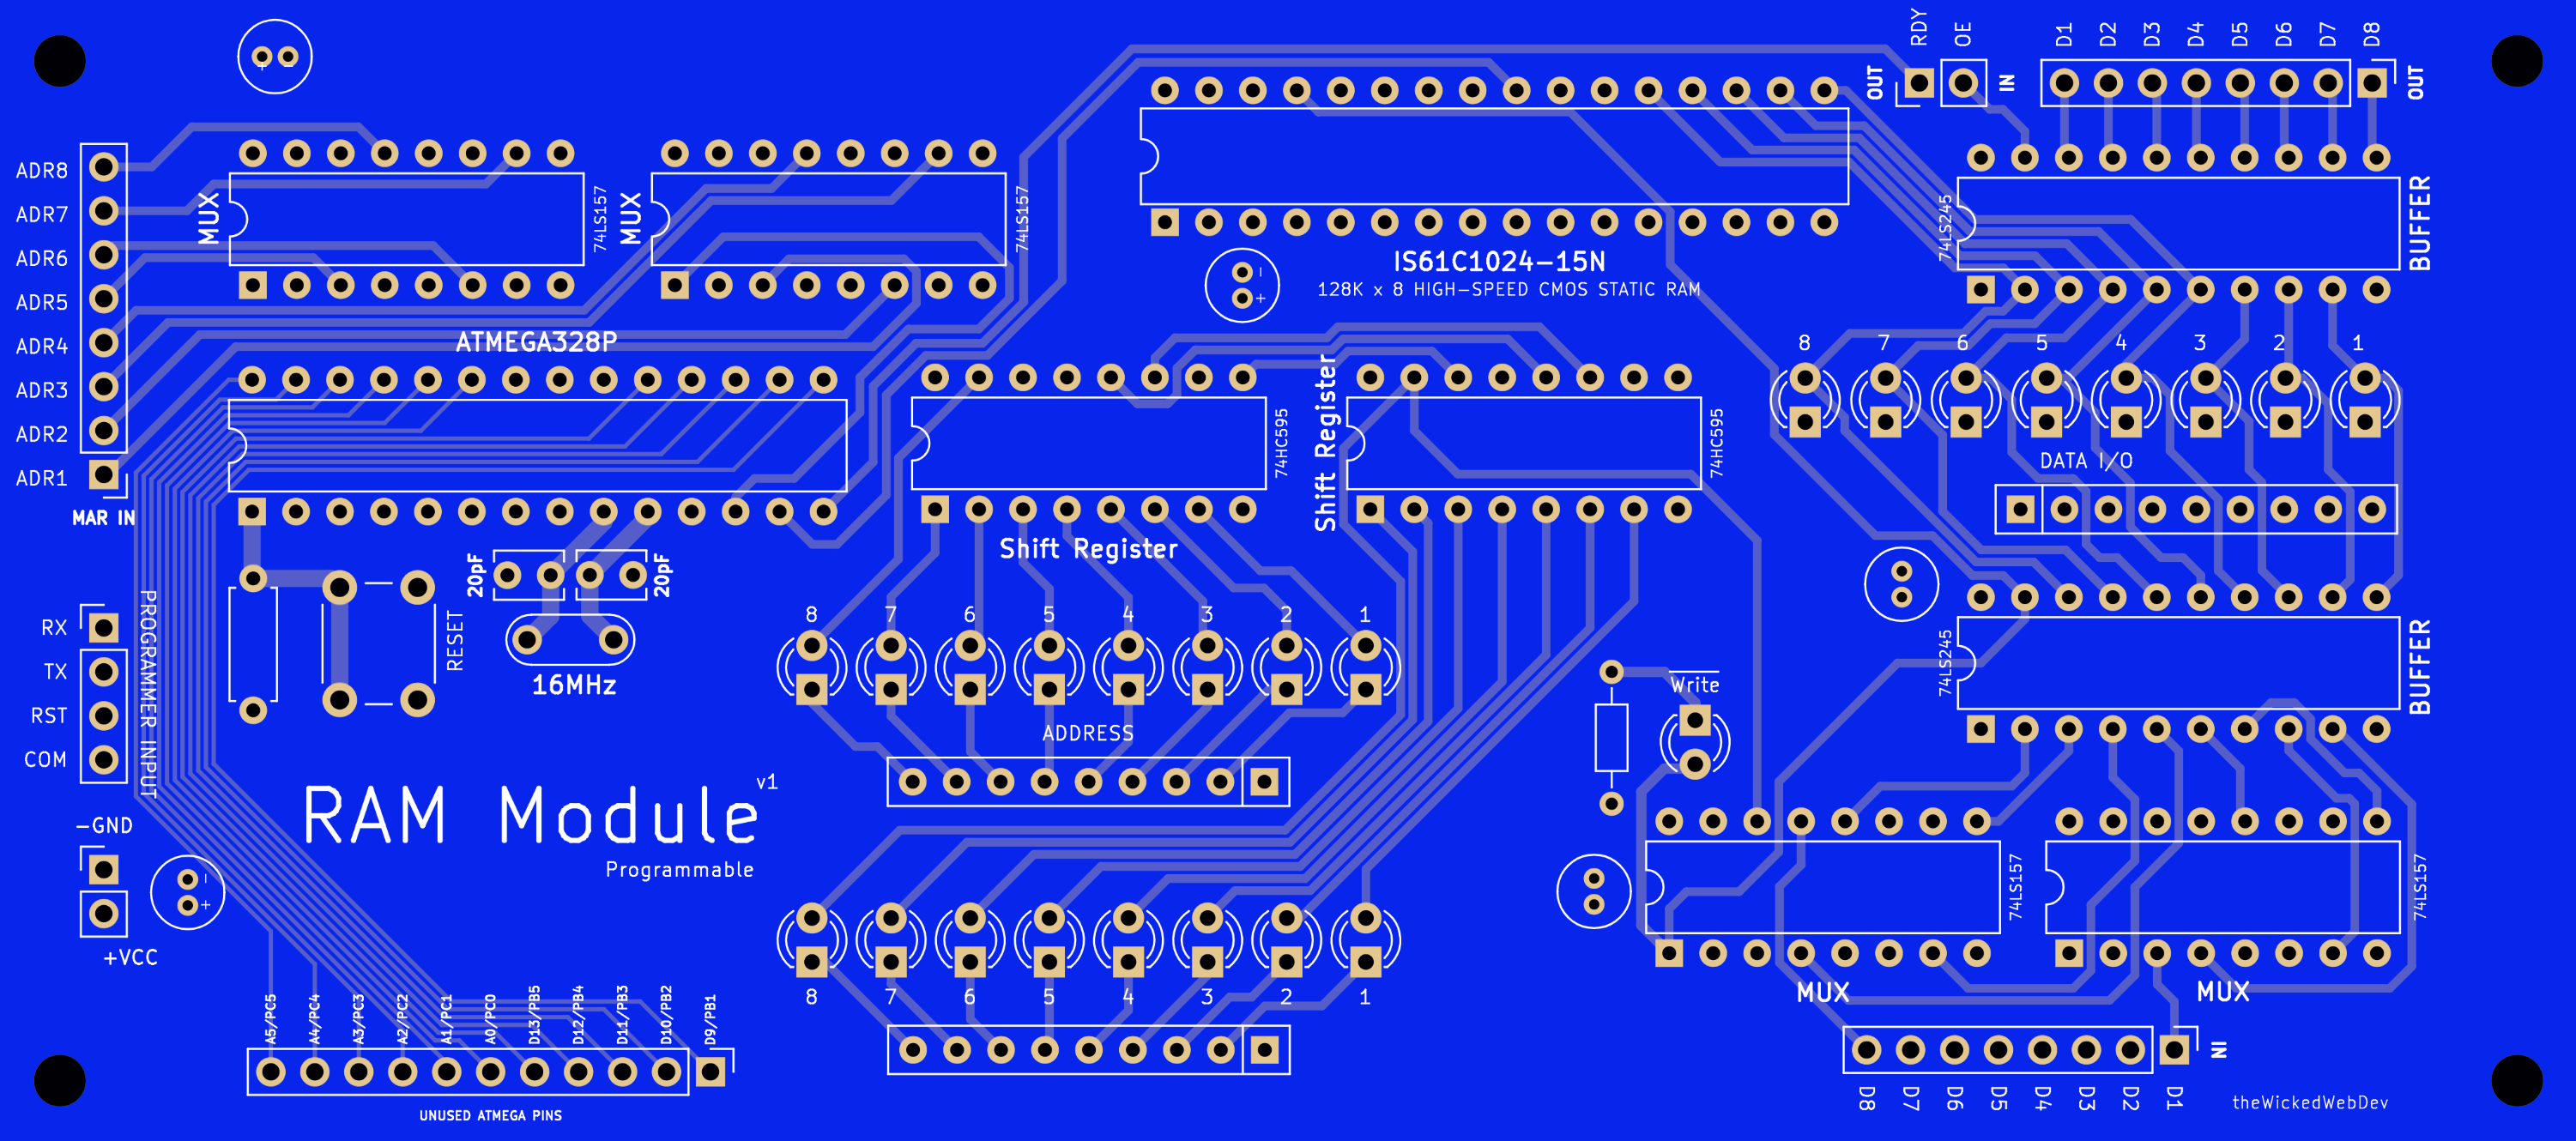 RDY
OE
D1
D2
D3
D4
D5
D6
D7
D8
OUT
IN
OUT
+ −
ADR8
ADR7
ADR6
ADR5
ADR4
ADR3
ADR2
ADR1
MAR IN
MUX
74LS157
MUX
74LS157
IS61C1024-15N
128K x 8 HIGH-SPEED CMOS STATIC RAM
−
+
74LS245
BUFFER
ATMEGA328P
8 7 6 5 4 3 2 1
DATA I/O
74HC595
Shift Register
Shift Register
74HC595
20pF
20pF
16MHz
RESET
RX
TX
RST
COM
PROGRAMMER INPUT
8 7 6 5 4 3 2 1
ADDRESS
Write
74LS245
BUFFER
RAM Module
v1
Programmable
-GND
−
+
+VCC
8 7 6 5 4 3 2 1
74LS157
MUX
74LS157
MUX
A5/PC5
A4/PC4
A3/PC3
A2/PC2
A1/PC1
A0/PC0
D13/PB5
D12/PB4
D11/PB3
D10/PB2
D9/PB1
UNUSED ATMEGA PINS
IN
D8
D7
D6
D5
D4
D3
D2
D1
theWickedWebDev